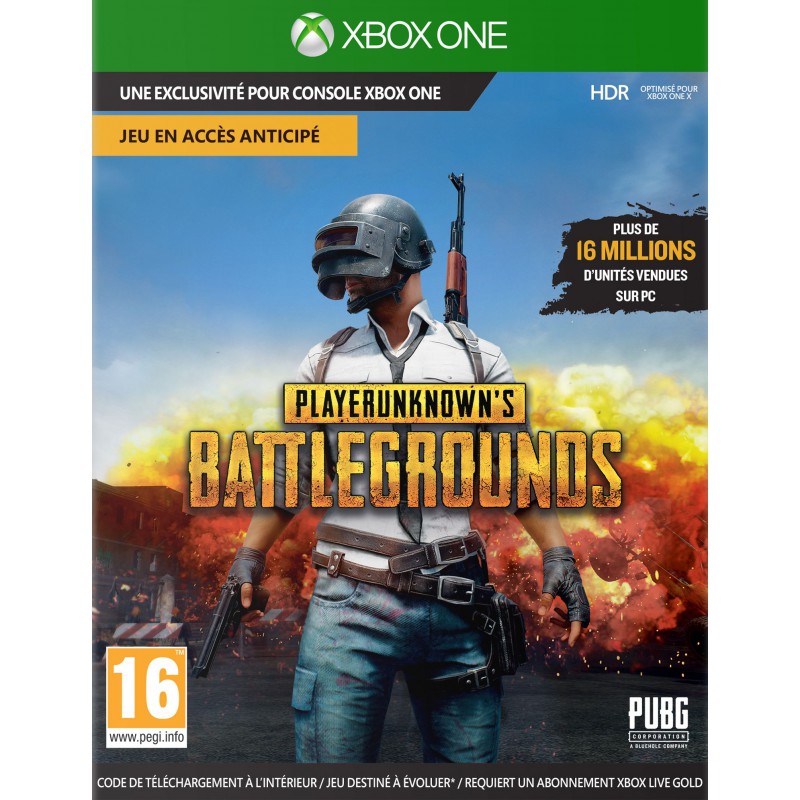 XBOX ONE
UNE EXCLUSIVITÉ POUR CONSOLE XBOX ONE
HDR
OPTIMISÉ POUR
XBOX ONE X
JEU EN ACCÈS ANTICIPÉ
PLUS DE
16 MILLIONS
D'UNITÉS VENDUES
SUR PC
PLAYERUNKNOWN'S
BATTLEGROUNDS
16
TM
www.pegi.info
PUBG
CORPORATION
A BLUEHOLE COMPANY
CODE DE TÉLÉCHARGEMENT À L'INTÉRIEUR / JEU DESTINÉ À ÉVOLUER* / REQUIERT UN ABONNEMENT XBOX LIVE GOLD